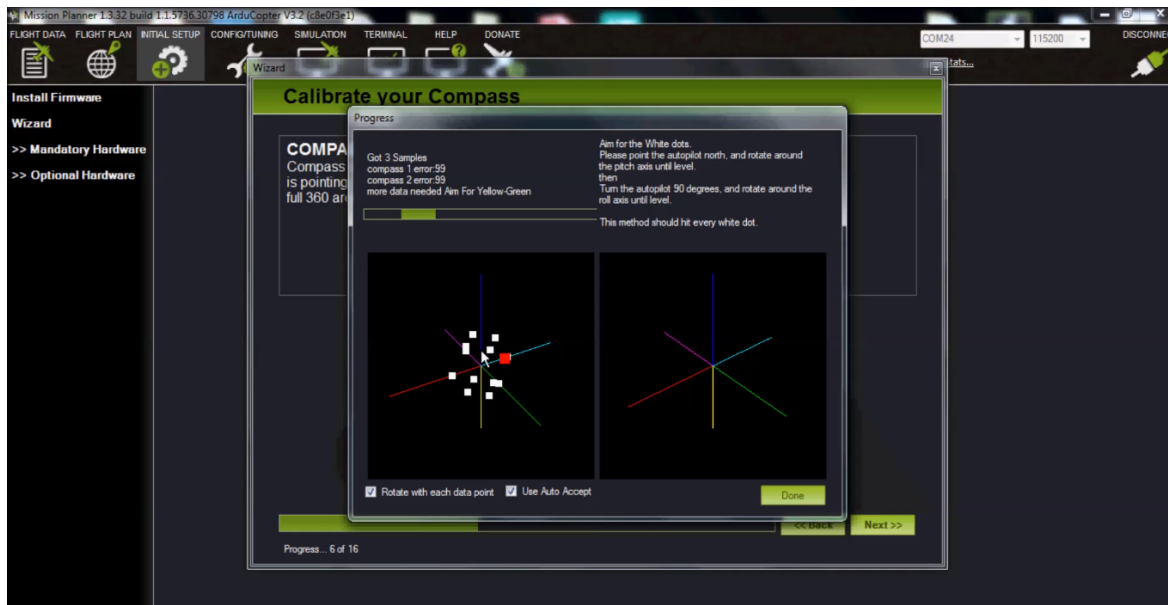 Mission Planner 1.3.32 build 1.1.5736.30798 ArduCopter V3.2 (c8e0f3e1)
FLIGHT DATA FLIGHT PLAN INITIAL SETUP CONFIG/TUNING SIMULATION TERMINAL HELP DONATE
COM24 115200 DISCONNE
tats...
Wizard
Install Firmware
Wizard
>> Mandatory Hardware
>> Optional Hardware
Calibrate your Compass
COMPA
Compass
is pointing
full 360 ar
Progress
Got 3 Samples
compass 1 error:99
compass 2 error:99
more data needed Aim For Yellow-Green
Aim for the White dots.
Please point the autopilot north, and rotate around
the pitch axis until level.
then
Turn the autopilot 90 degrees, and rotate around the
roll axis until level.
This method should hit every white dot.
Rotate with each data point Use Auto Accept
Done
<< Back Next >>
Progress... 6 of 16